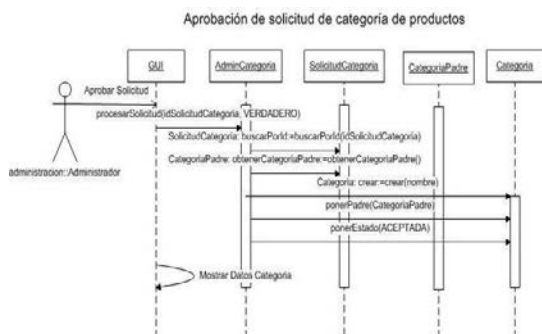 Aprobación de solicitud de categoría de productos
GUI
AdminCategoria
SolicitudCategoria
CategoriaPadre
Categoria
Aprobar Solicitud
procesarSolicitud(idSolicitudCategoria, VERDADERO)
SolicitudCategoria: buscarPorId:=buscarPorId(idSolicitudCategoria)
CategoriaPadre: obtenerCategoriaPadre:=obtenerCategoriaPadre()
Categoria: crear:=crear(nombre)
administracion::Administrador
ponerPadre(CategoriaPadre)
ponerEstado(ACEPTADA)
Mostrar Datos Categoria